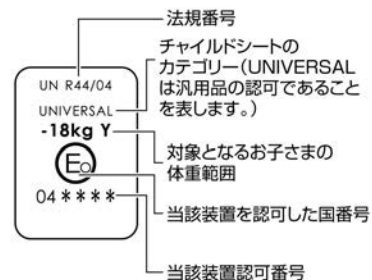 法規番号
チャイルドシートの
カテゴリー(UNIVERSAL
は汎用品の認可であること
を表します。)
UN R44/04
UNIVERSAL
-18kg Y
対象となるお子さまの
体重範囲
E
04 ****
当該装置を認可した国番号
当該装置認可番号